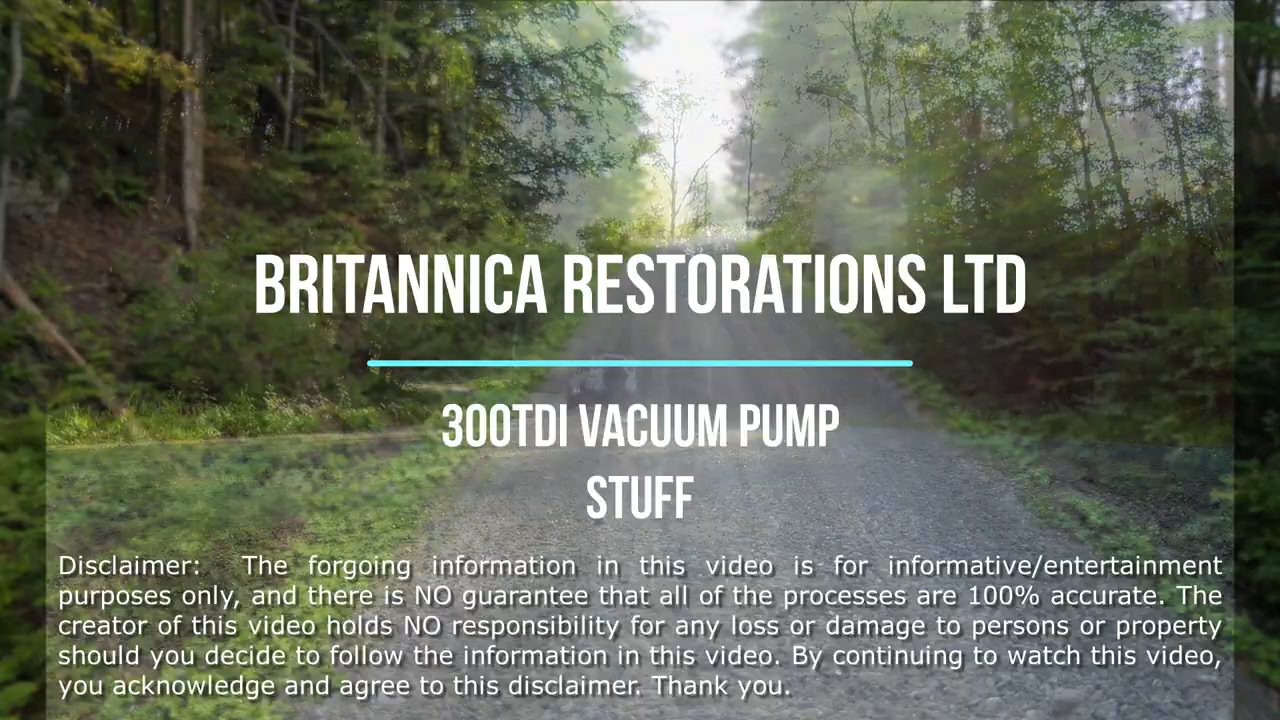 BRITANNICA RESTORATIONS LTD
300TDI VACUUM PUMP
STUFF
Disclaimer: The forgoing information in this video is for informative/entertainment
purposes only, and there is NO guarantee that all of the processes are 100% accurate. The
creator of this video holds NO responsibility for any loss or damage to persons or property
should you decide to follow the information in this video. By continuing to watch this video,
you acknowledge and agree to this disclaimer. Thank you.